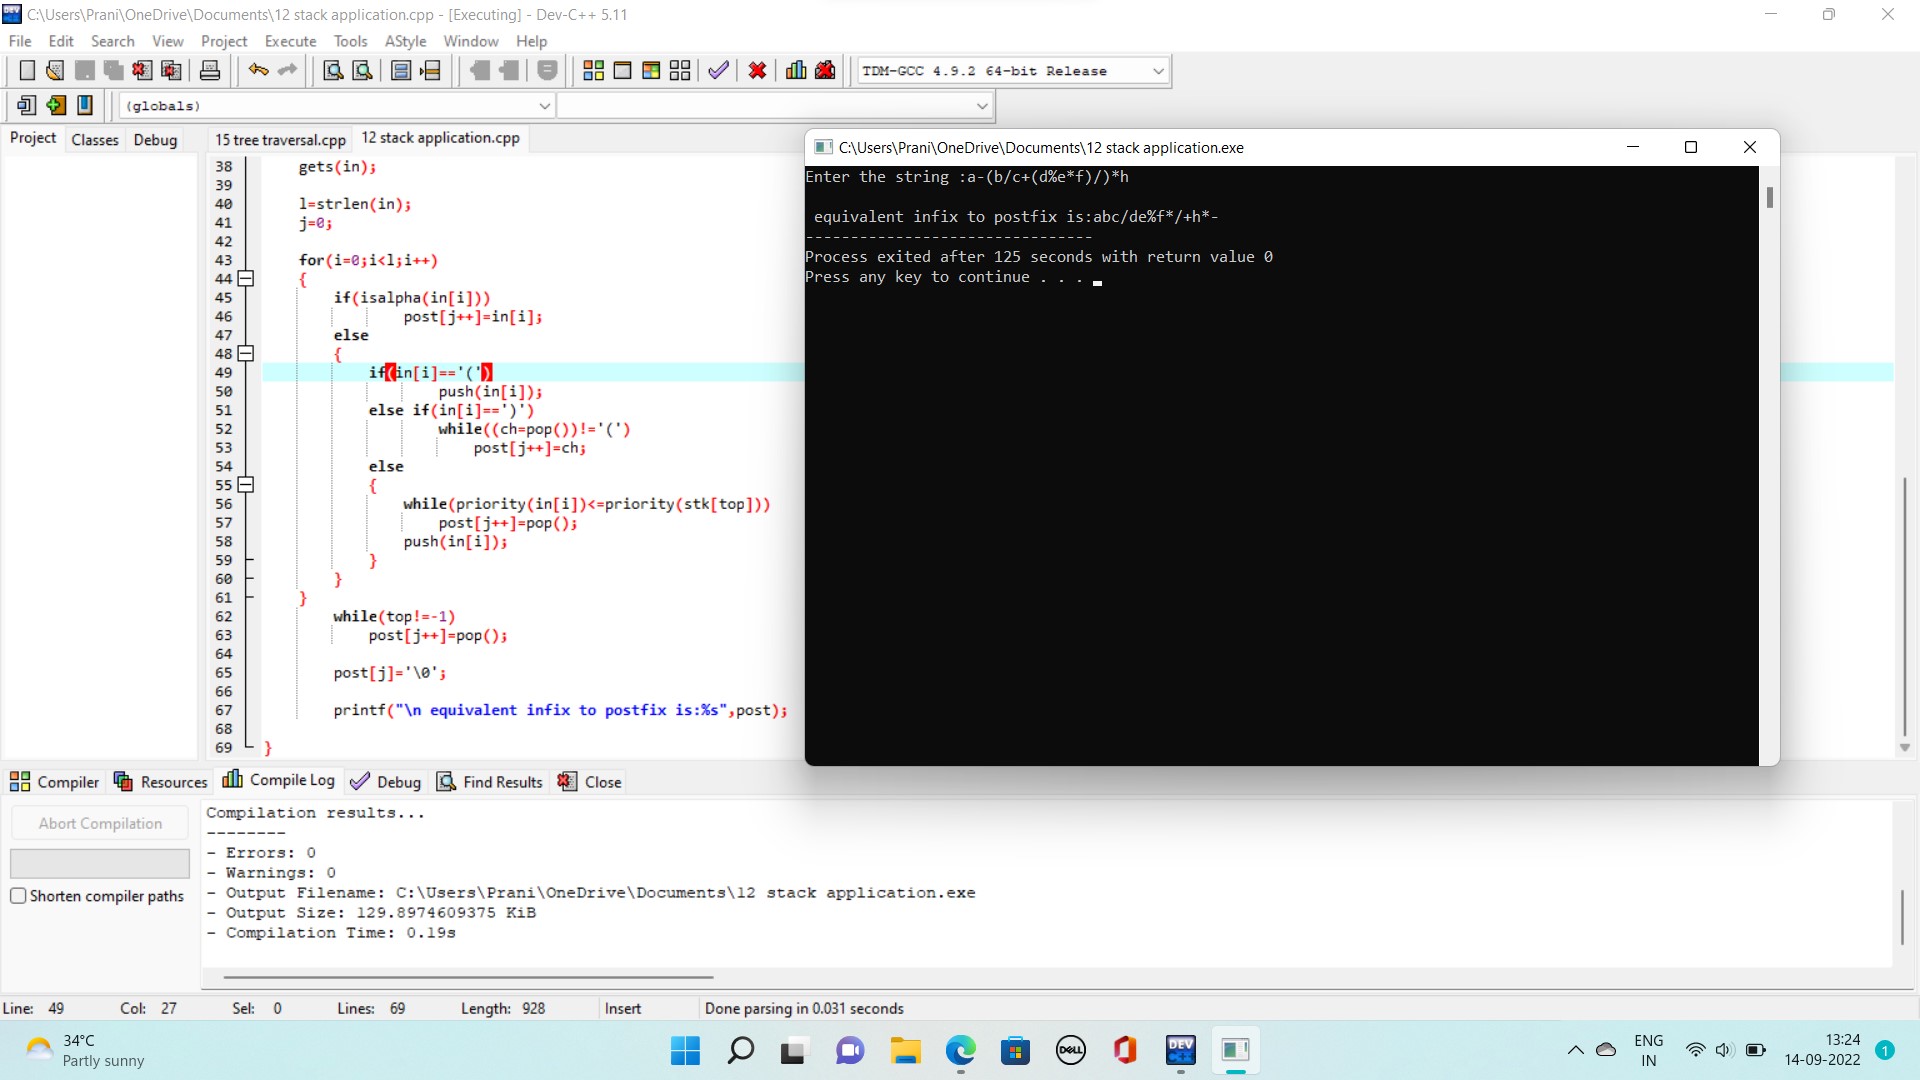 C:\Users\Prani\OneDrive\Documents\12 stack application.cpp - [Executing] - Dev-C++ 5.11
File Edit Search View Project Execute Tools AStyle Window Help
TDM-GCC 4.9.2 64-bit Release
(globals)
Project Classes Debug
15 tree traversal.cpp 12 stack application.cpp
38 gets(in);
39
40 l=strlen(in);
41 j=0;
42
43 for(i=0;i<l;i++)
44 {
45 if(isalpha(in[i]))
46 post[j++]=in[i];
47 else
48 {
49 if(in[i]=='(')
50 push(in[i]);
51 else if(in[i]==')')
52 while((ch=pop())!='(')
53 post[j++]=ch;
54 else
55 {
56 while(priority(in[i])<=priority(stk[top]))
57 post[j++]=pop();
58 push(in[i]);
59 }
60 }
61 }
62 while(top!=-1)
63 post[j++]=pop();
64
65 post[j]='\0';
66
67 printf("\n equivalent infix to postfix is:%s",post);
68
69 }
C:\Users\Prani\OneDrive\Documents\12 stack application.exe
Enter the string :a-(b/c+(d%e*f)/)*h
equivalent infix to postfix is:abc/de%f*/+h*-
--------------------------------
Process exited after 125 seconds with return value 0
Press any key to continue . . .
Compiler Resources Compile Log Debug Find Results Close
Abort Compilation
Shorten compiler paths
Compilation results...
--------
- Errors: 0
- Warnings: 0
- Output Filename: C:\Users\Prani\OneDrive\Documents\12 stack application.exe
- Output Size: 129.8974609375 KiB
- Compilation Time: 0.19s
Line: 49 Col: 27 Sel: 0 Lines: 69 Length: 928 Insert Done parsing in 0.031 seconds
34°C
Partly sunny
DELL
DEV
ENG
IN
13:24
14-09-2022
1